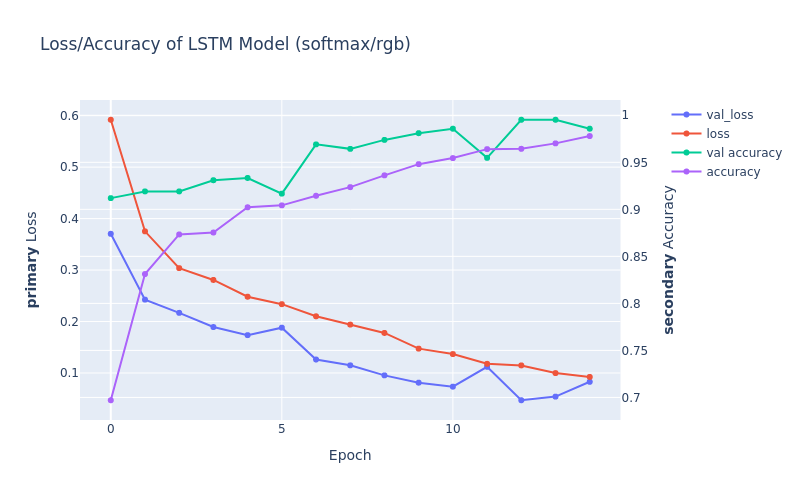 Loss/Accuracy of LSTM Model (softmax/rgb)
0.6
0.5
0.4
0.3
0.2
0.1
primary Loss
0
5
10
Epoch
1
0.95
0.9
0.85
0.8
0.75
0.7
secondary Accuracy
val_loss
loss
val accuracy
accuracy